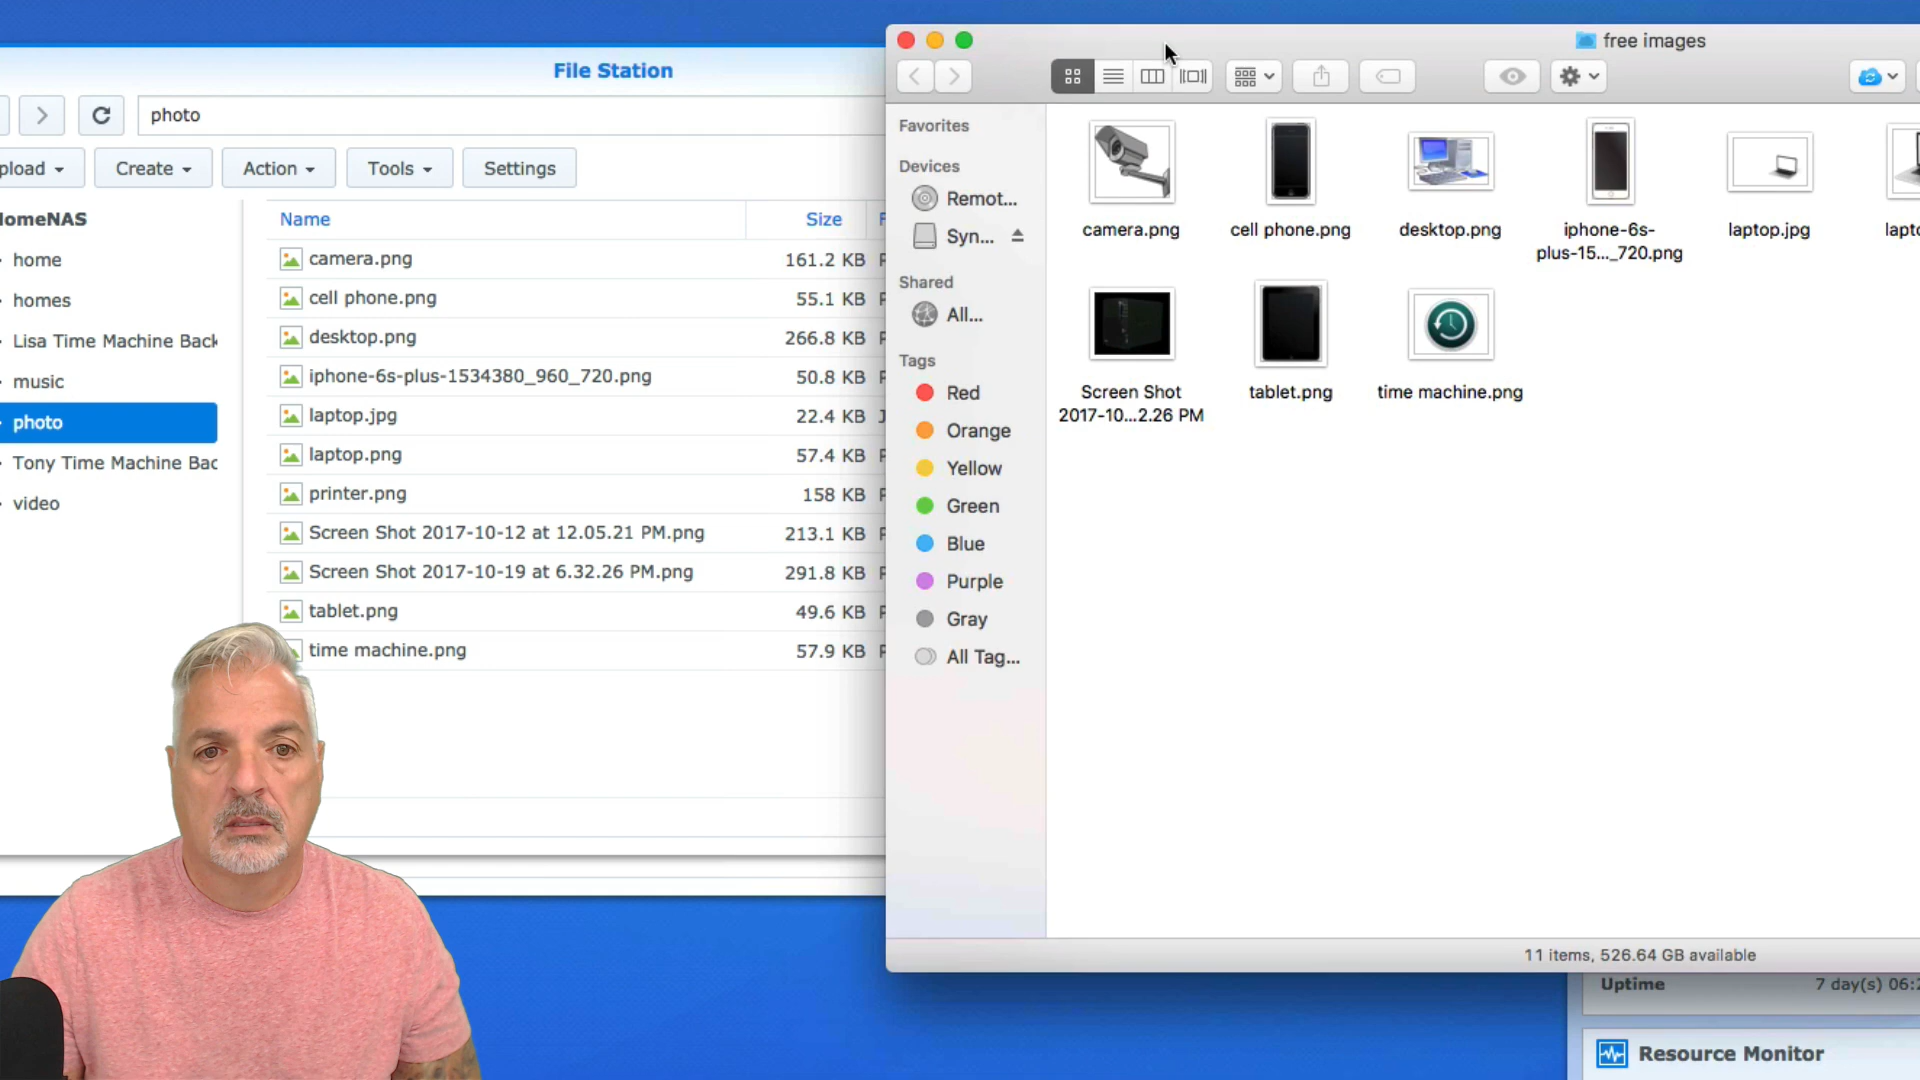 File Station
photo
pload
Create
Action
Tools
Settings
HomeNAS
home
homes
Lisa Time Machine Back
music
photo
Tony Time Machine Bac
video
Name Size
camera.png 161.2 KB
cell phone.png 55.1 KB
desktop.png 266.8 KB
iphone-6s-plus-1534380_960_720.png 50.8 KB
laptop.jpg 22.4 KB
laptop.png 57.4 KB
printer.png 158 KB
Screen Shot 2017-10-12 at 12.05.21 PM.png 213.1 KB
Screen Shot 2017-10-19 at 6.32.26 PM.png 291.8 KB
tablet.png 49.6 KB
time machine.png 57.9 KB
free images
Favorites
Devices
Remot...
Syn...
Shared
All...
Tags
Red
Orange
Yellow
Green
Blue
Purple
Gray
All Tag...
camera.png
cell phone.png
desktop.png
iphone-6s-
plus-15..._720.png
laptop.jpg
lapto
Screen Shot
2017-10...2.26 PM
tablet.png
time machine.png
11 items, 526.64 GB available
Uptime 7 day(s) 06:2
Resource Monitor